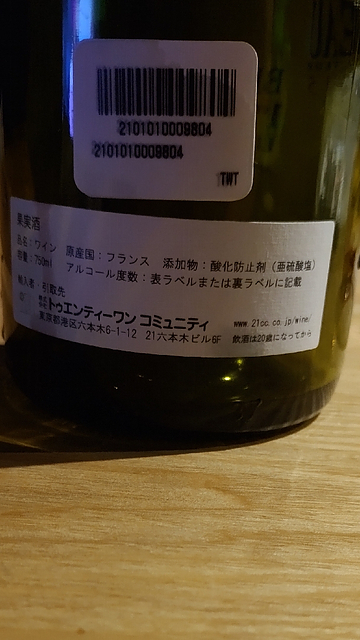 2101010009804
2101010009804
TWT
果実酒
品名：ワイン 原産国：フランス 添加物：酸化防止剤（亜硫酸塩）
容量：750ml アルコール度数：表ラベルまたは裏ラベルに記載
輸入者 引取先
株式会社トゥエンティーワン コミュニティ www.21cc.co.jp/wine/
東京都港区六本木6-1-12 21六本木ビル6F 飲酒は20歳になってから